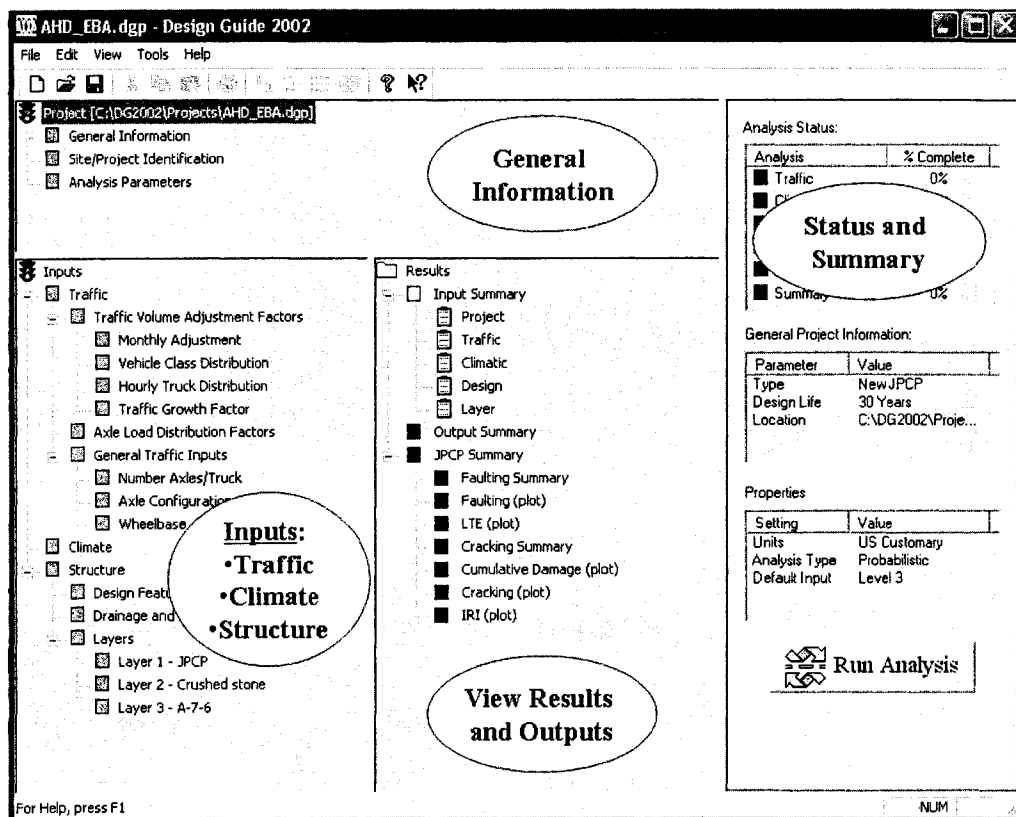 AHD_EBA.dgp - Design Guide 2002
File Edit View Tools Help
Project [C:\DG2002\Projects\AHD_EBA.dgp]
General Information
Site/Project Identification
Analysis Parameters
General
Information
Analysis Status:
Analysis % Complete
Traffic 0%
Status and
Summary
Summary 0%
Inputs
Traffic
Traffic Volume Adjustment Factors
Monthly Adjustment
Vehicle Class Distribution
Hourly Truck Distribution
Traffic Growth Factor
Axle Load Distribution Factors
General Traffic Inputs
Number Axles/Truck
Axle Configuration
Wheelbase
Climate
Structure
Design
Drainage and
Layers
Layer 1 - JPCP
Layer 2 - Crushed stone
Layer 3 - A-7-6
Inputs:
•Traffic
•Climate
•Structure
Results
Input Summary
Project
Traffic
Climatic
Design
Layer
Output Summary
JPCP Summary
Faulting Summary
Faulting (plot)
LTE (plot)
Cracking Summary
Cumulative Damage (plot)
Cracking (plot)
IRI (plot)
View Results
and Outputs
General Project Information:
Parameter Value
Type New JPCP
Design Life 30 Years
Location C:\DG2002\Proje...
Properties
Setting Value
Units US Customary
Analysis Type Probabilistic
Default Input Level 3
Run Analysis
For Help, press F1
NUM